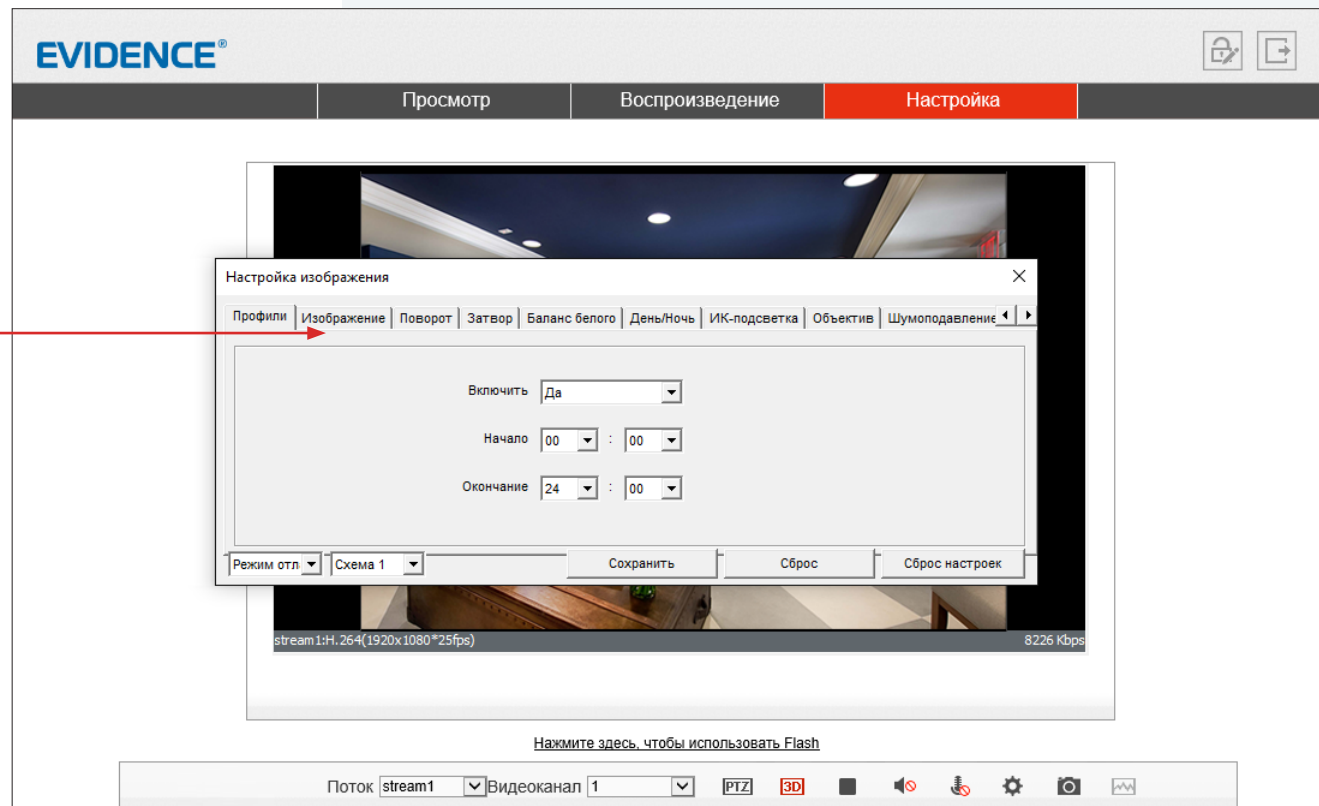 EVIDENCE®
Просмотр Воспроизведение Настройка
Настройка изображения
Профили Изображение Поворот Затвор Баланс белого День/Ночь ИК-подсветка Объектив Шумоподавление
Включить Да
Начало 00 : 00
Окончание 24 : 00
Режим отл Схема 1 Сохранить Сброс Сброс настроек
stream1:H.264(1920x1080*25fps) 8226 Kbps
Нажмите здесь, чтобы использовать Flash
Поток stream1 Видеоканал 1 PTZ 3D